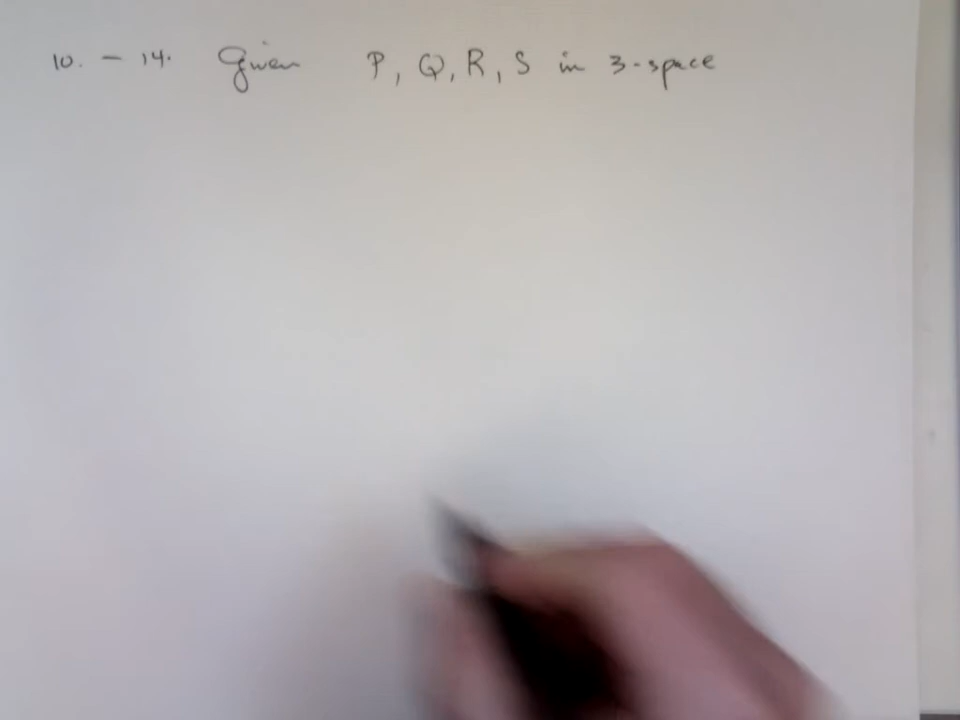 10. - 14. Given P, Q, R, S in 3-space